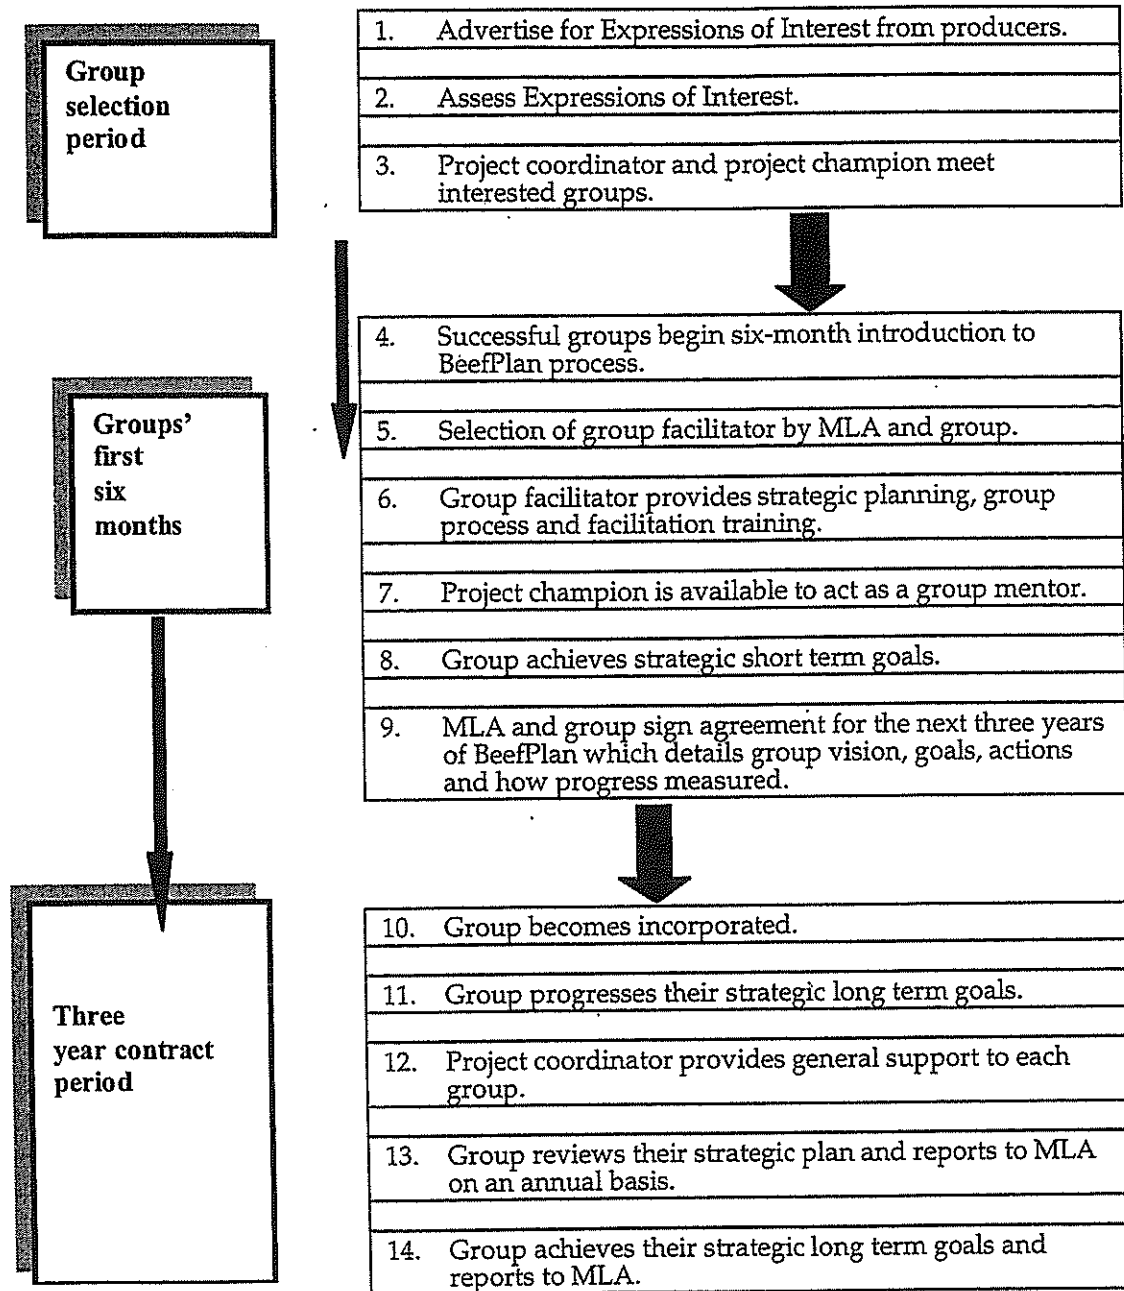 Group
selection
period
1. Advertise for Expressions of Interest from producers.
2. Assess Expressions of Interest.
3. Project coordinator and project champion meet
interested groups.
Groups'
first
six
months
4. Successful groups begin six-month introduction to
BeefPlan process.
5. Selection of group facilitator by MLA and group.
6. Group facilitator provides strategic planning, group
process and facilitation training.
7. Project champion is available to act as a group mentor.
8. Group achieves strategic short term goals.
9. MLA and group sign agreement for the next three years
of BeefPlan which details group vision, goals, actions
and how progress measured.
Three
year contract
period
10. Group becomes incorporated.
11. Group progresses their strategic long term goals.
12. Project coordinator provides general support to each
group.
13. Group reviews their strategic plan and reports to MLA
on an annual basis.
14. Group achieves their strategic long term goals and
reports to MLA.